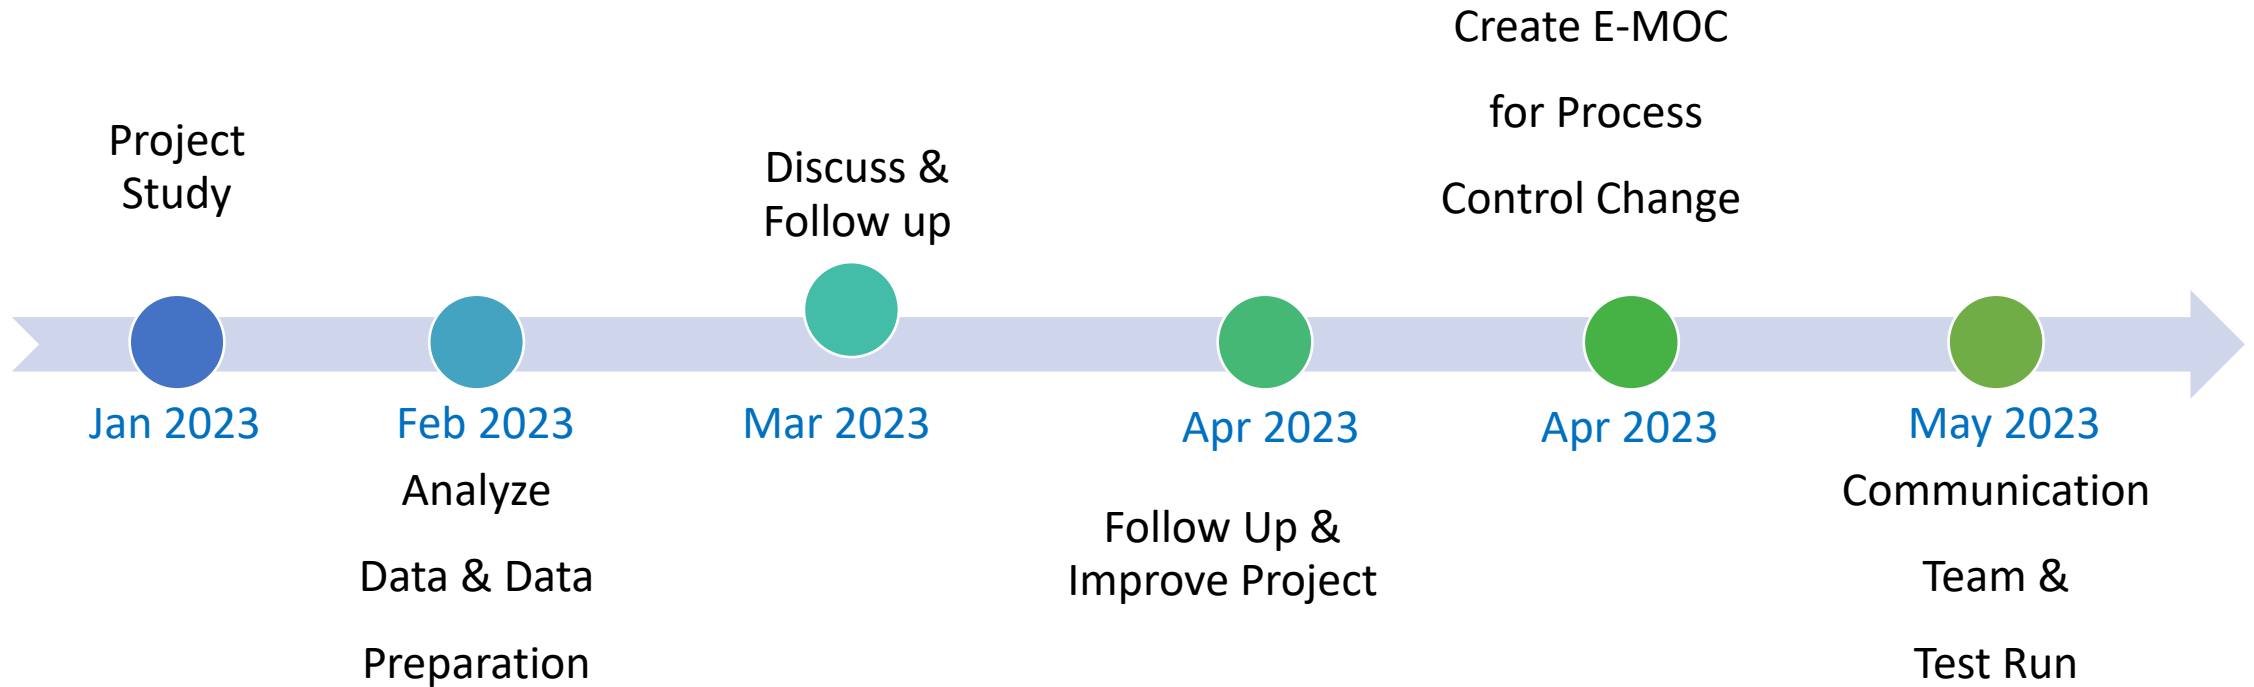 Project
Study
Jan 2023
Feb 2023
Analyze
Data & Data
Preparation
Discuss &
Follow up
Mar 2023
Apr 2023
Follow Up &
Improve Project
Create E-MOC
for Process
Control Change
Apr 2023
May 2023
Communication
Team &
Test Run